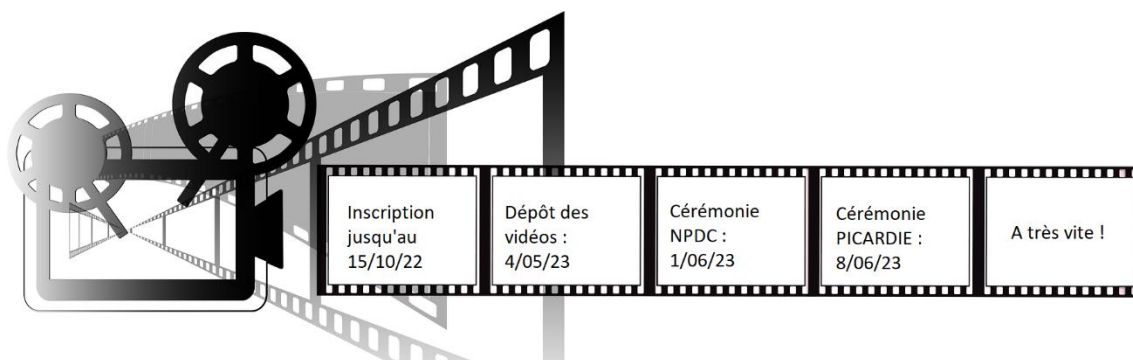 Inscription
jusqu'au
15/10/22
Dépôt des
vidéos :
4/05/23
Cérémonie
NPDC :
1/06/23
Cérémonie
PICARDIE :
8/06/23
A très vite !